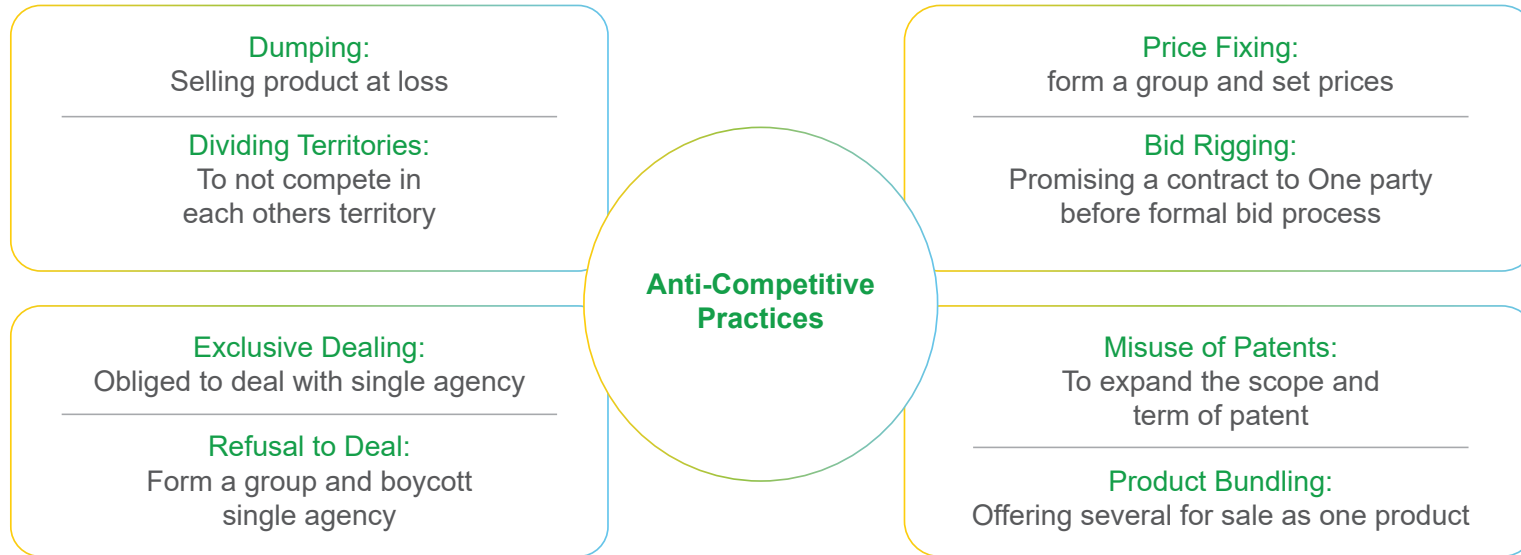 Dumping:
Selling product at loss
Dividing Territories:
To not compete in
each others territory
Price Fixing:
form a group and set prices
Bid Rigging:
Promising a contract to One party
before formal bid process
Anti-Competitive
Practices
Exclusive Dealing:
Obliged to deal with single agency
Refusal to Deal:
Form a group and boycott
single agency
Misuse of Patents:
To expand the scope and
term of patent
Product Bundling:
Offering several for sale as one product